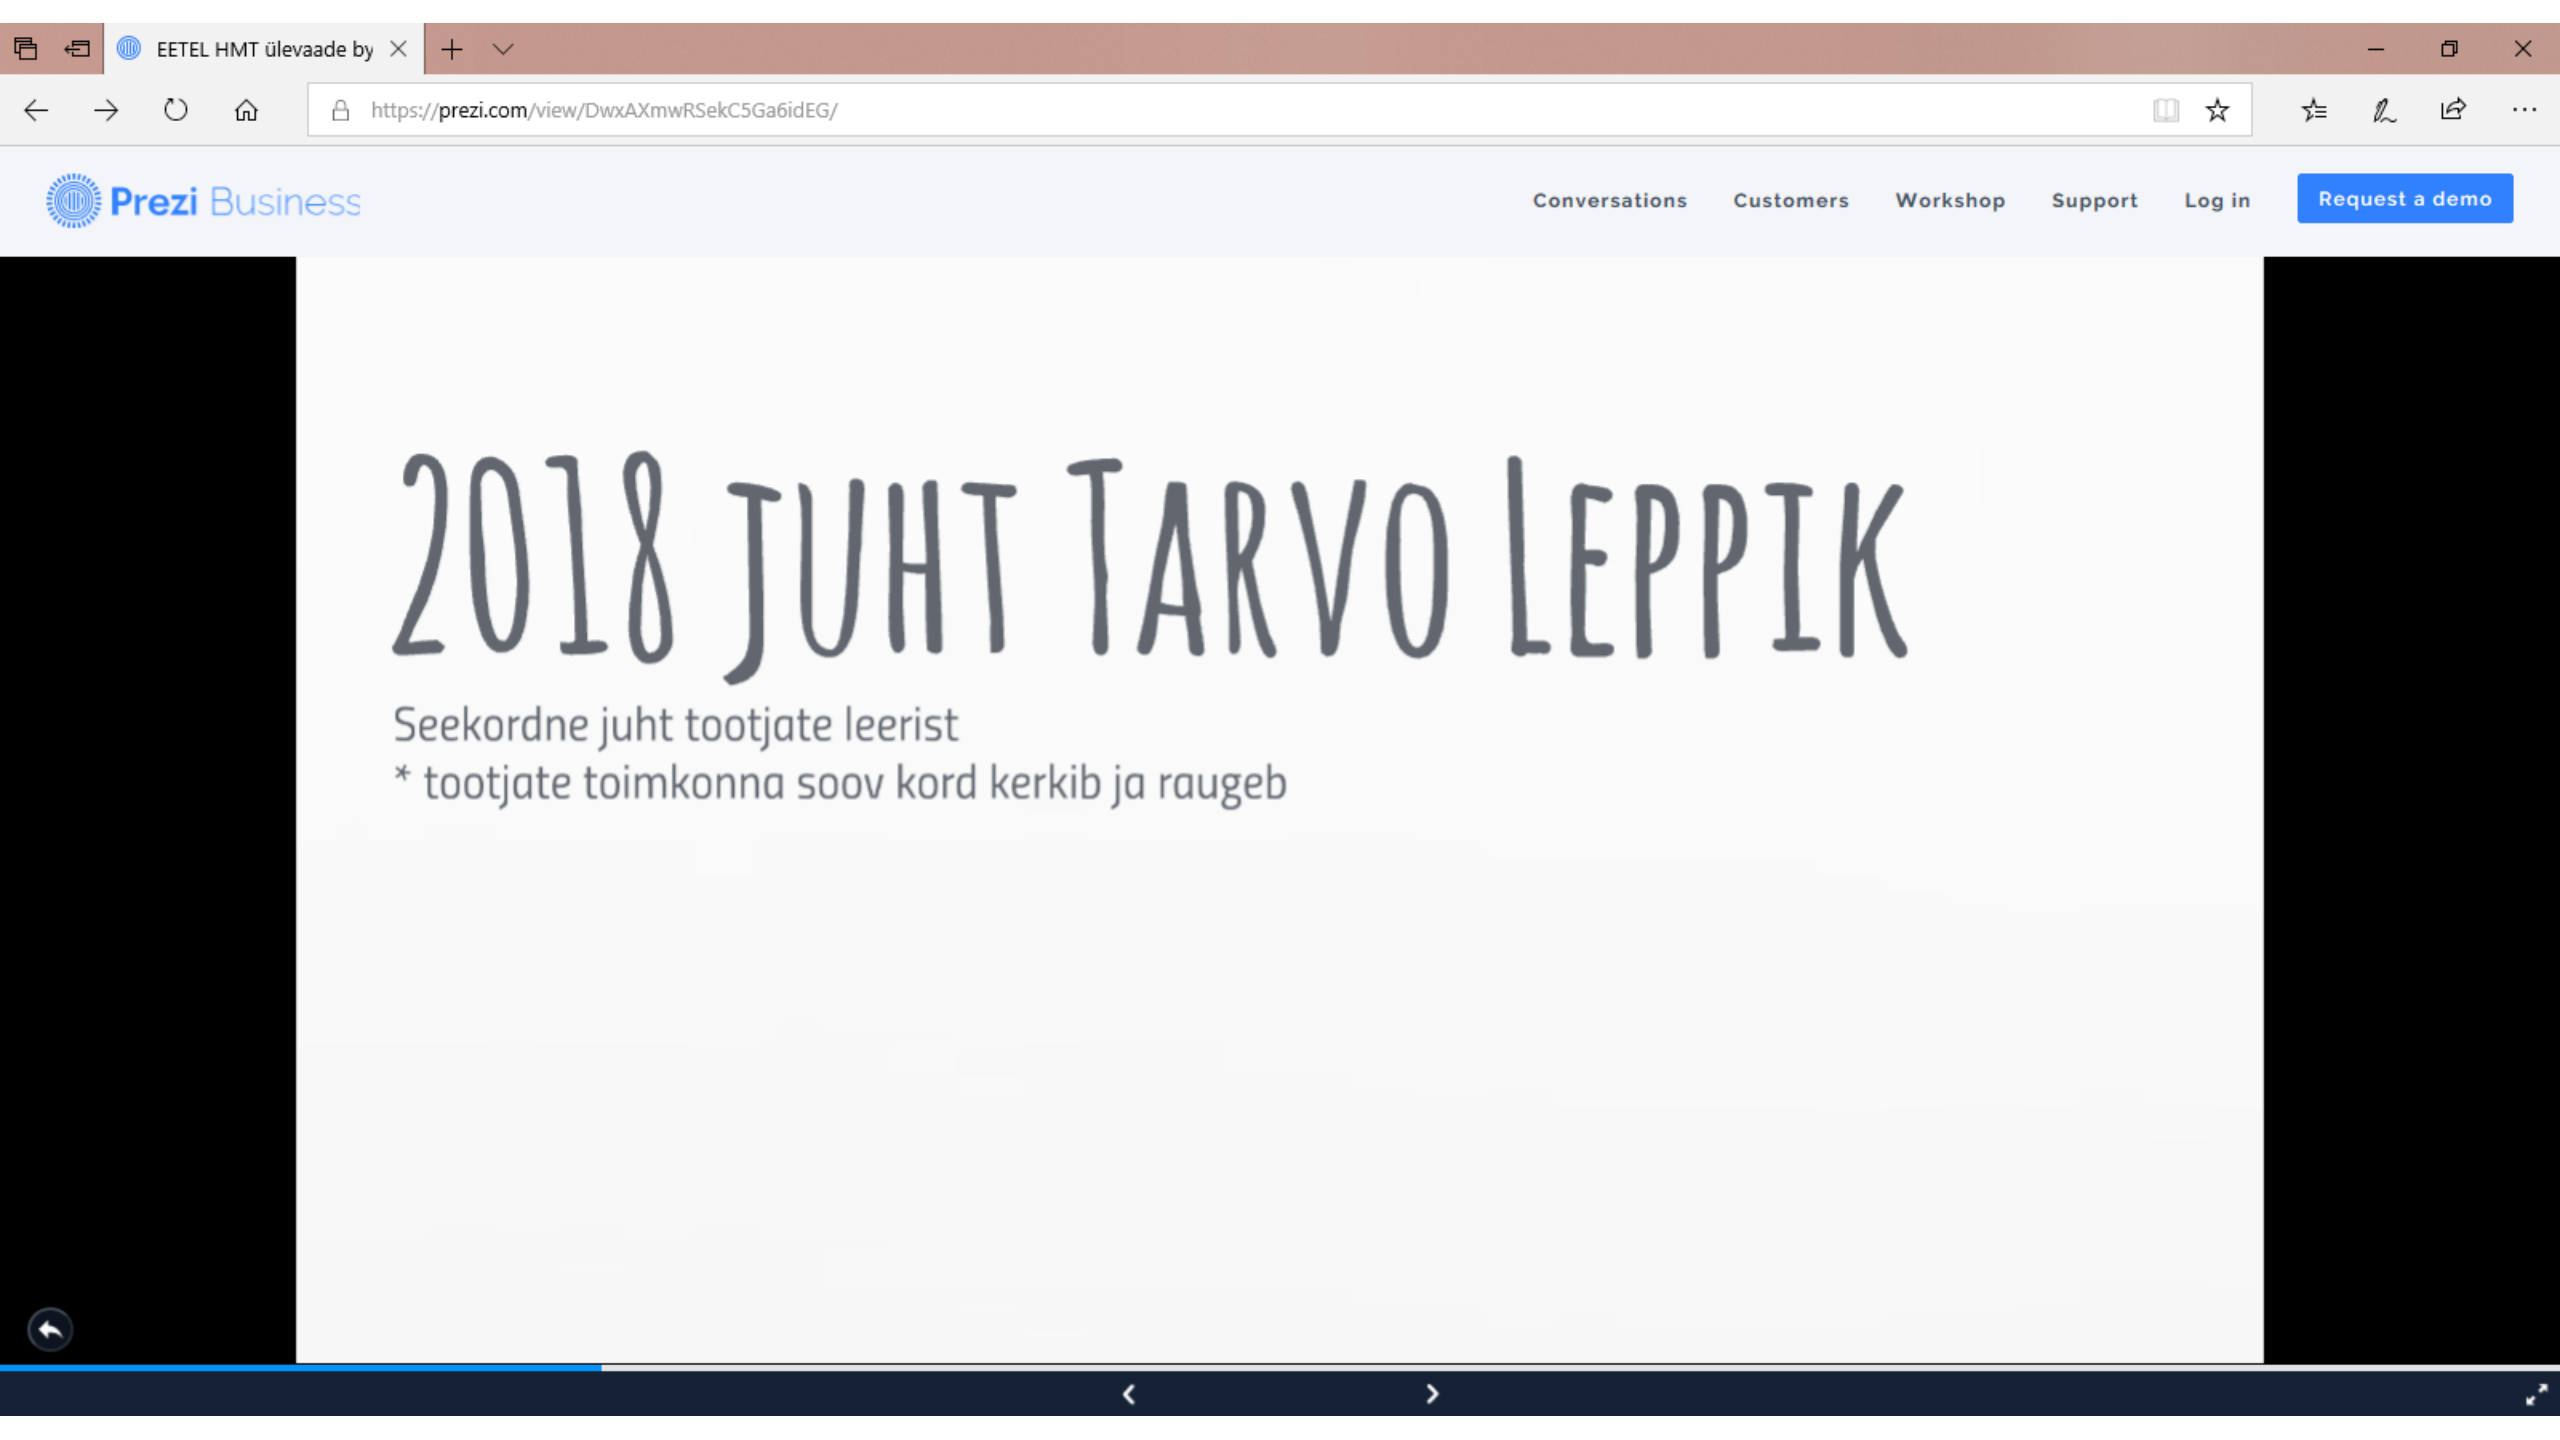 EETEL HMT ülevaade by
https://prezi.com/view/DwxAXmwRSekC5Ga6idEG/
Prezi Business
Conversations Customers Workshop Support Log in Request a demo
2018 juht Tarvo Leppik
Seekordne juht tootjate leerist
* tootjate toimkonna soov kord kerkib ja raugeb